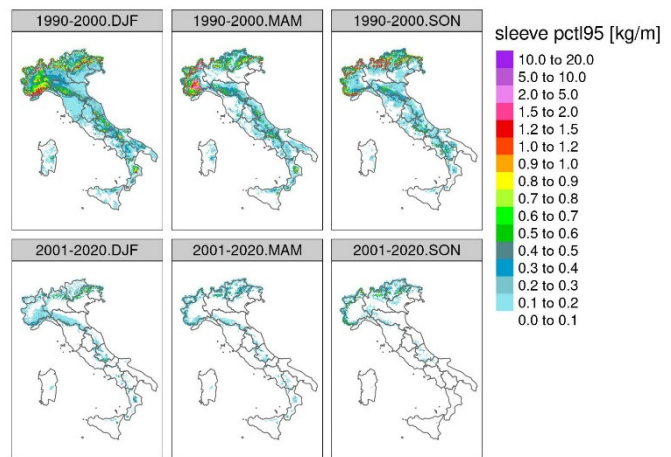 1990-2000.DJF
1990-2000.MAM
1990-2000.SON
2001-2020.DJF
2001-2020.MAM
2001-2020.SON
sleeve pctl95 [kg/m]
10.0 to 20.0
5.0 to 10.0
2.0 to 5.0
1.5 to 2.0
1.2 to 1.5
1.0 to 1.2
0.9 to 1.0
0.8 to 0.9
0.7 to 0.8
0.6 to 0.7
0.5 to 0.6
0.4 to 0.5
0.3 to 0.4
0.2 to 0.3
0.1 to 0.2
0.0 to 0.1